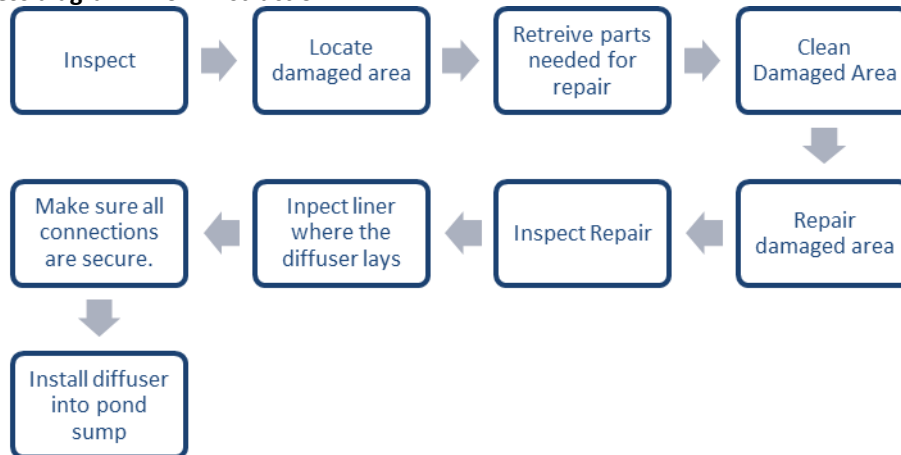 Inspect
Locate
damaged area
Retreive parts
needed for
repair
Clean
Damaged Area
Repair
damaged area
Inspect Repair
Inpect liner
where the
diffuser lays
Make sure all
connections
are secure.
Install diffuser
into pond
sump